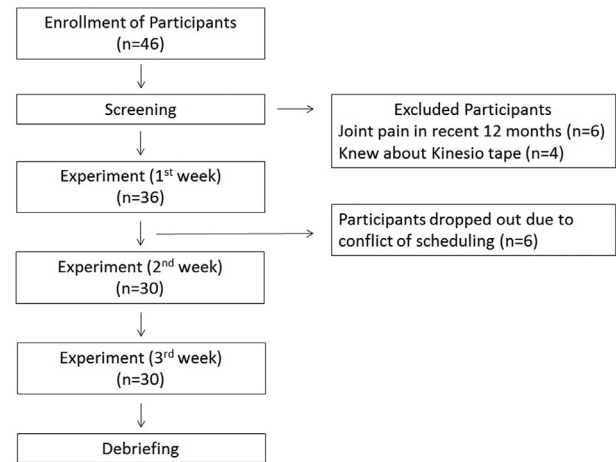 Enrollment of Participants
(n=46)
Screening
Excluded Participants
Joint pain in recent 12 months (n=6)
Knew about Kinesio tape (n=4)
Experiment (1st week)
(n=36)
Participants dropped out due to
conflict of scheduling (n=6)
Experiment (2nd week)
(n=30)
Experiment (3rd week)
(n=30)
Debriefing